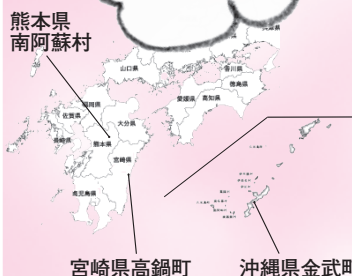 熊本県
南阿蘇村
山口県
香川県
徳島県
愛媛県
高知県
福岡県
佐賀県
大分県
長崎県
熊本県
宮崎県
鹿児島県
宮崎県高鍋町
沖縄県金武町